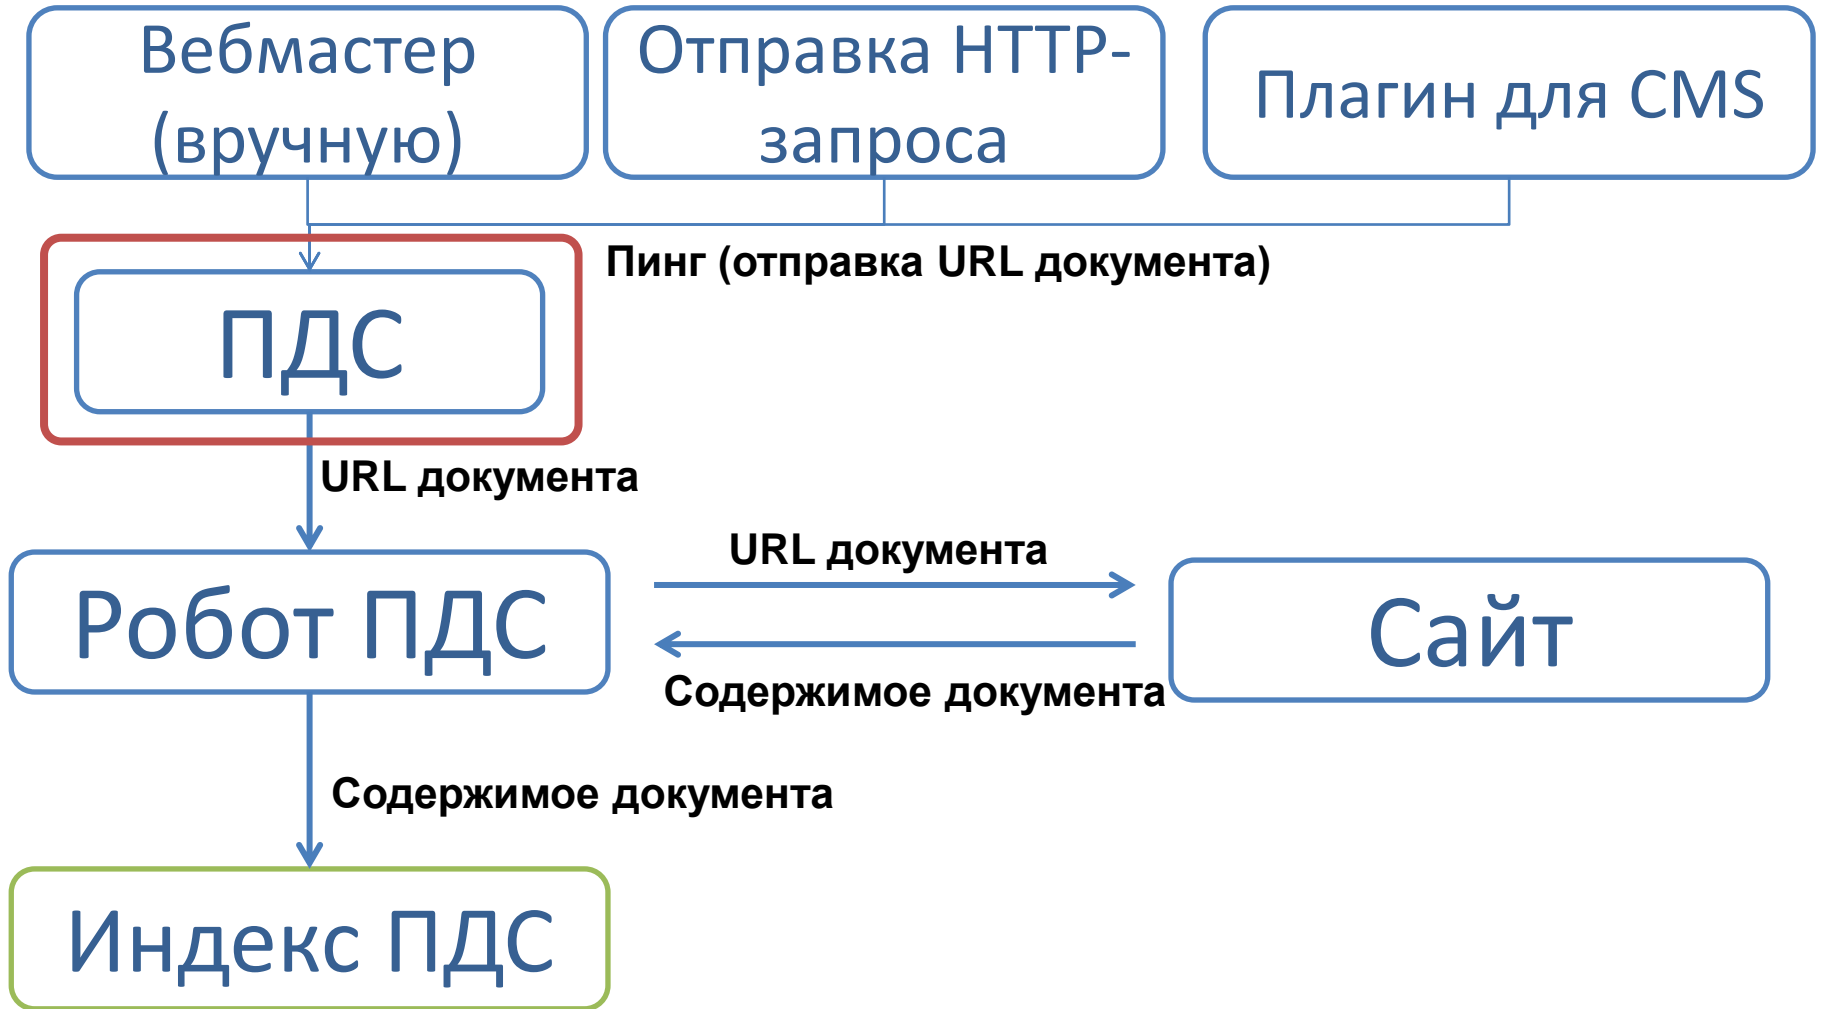 Вебмастер
(вручную)
Отправка HTTP-
запроса
Плагин для CMS
Пинг (отправка URL документа)
ПДС
URL документа
URL документа
Робот ПДС
Сайт
Содержимое документа
Содержимое документа
Индекс ПДС